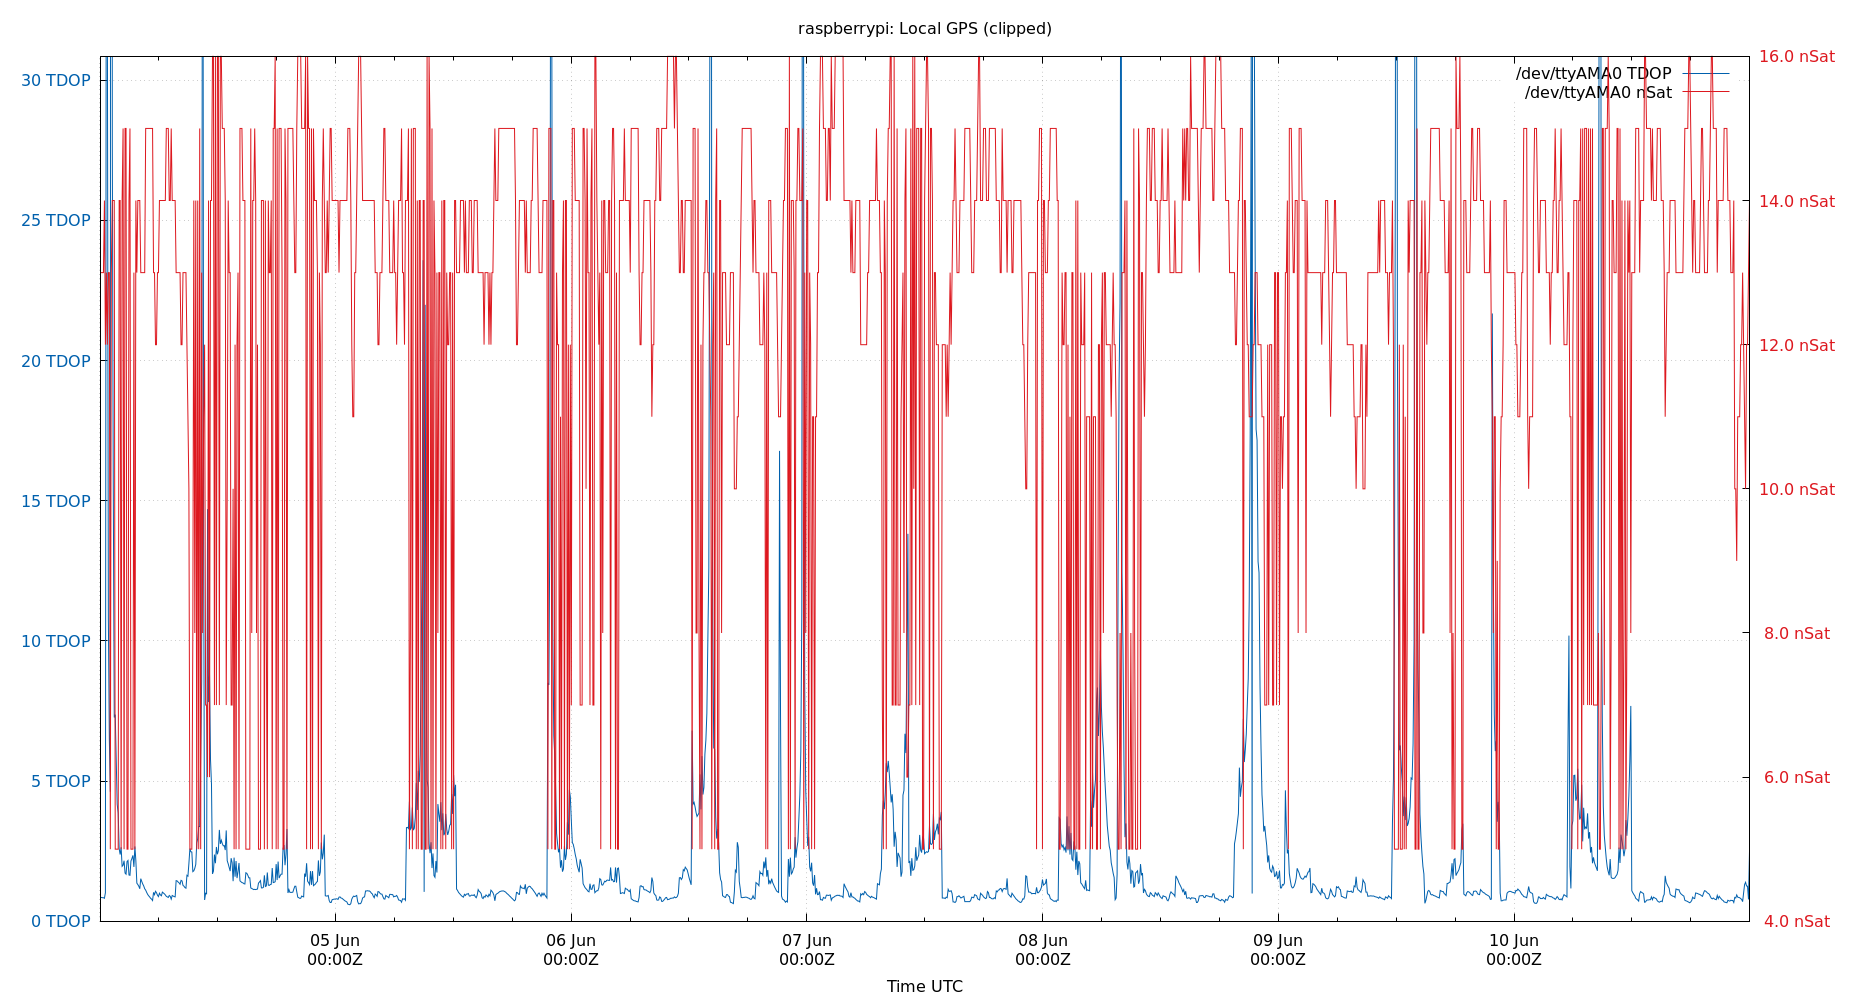 raspberrypi: Local GPS (clipped)
30 TDOP
25 TDOP
20 TDOP
15 TDOP
10 TDOP
5 TDOP
0 TDOP
16.0 nSat
14.0 nSat
12.0 nSat
10.0 nSat
8.0 nSat
6.0 nSat
4.0 nSat
/dev/ttyAMA0 TDOP
/dev/ttyAMA0 nSat
05 Jun
00:00Z
06 Jun
00:00Z
07 Jun
00:00Z
08 Jun
00:00Z
09 Jun
00:00Z
10 Jun
00:00Z
Time UTC